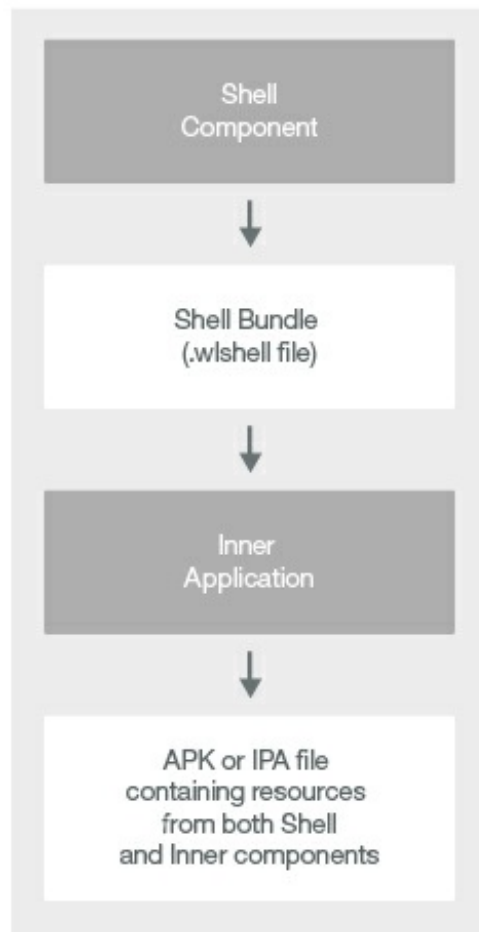 Shell
Component
Shell Bundle
(.wlshell file)
Inner
Application
APK or IPA file
containing resources
from both Shell
and Inner components